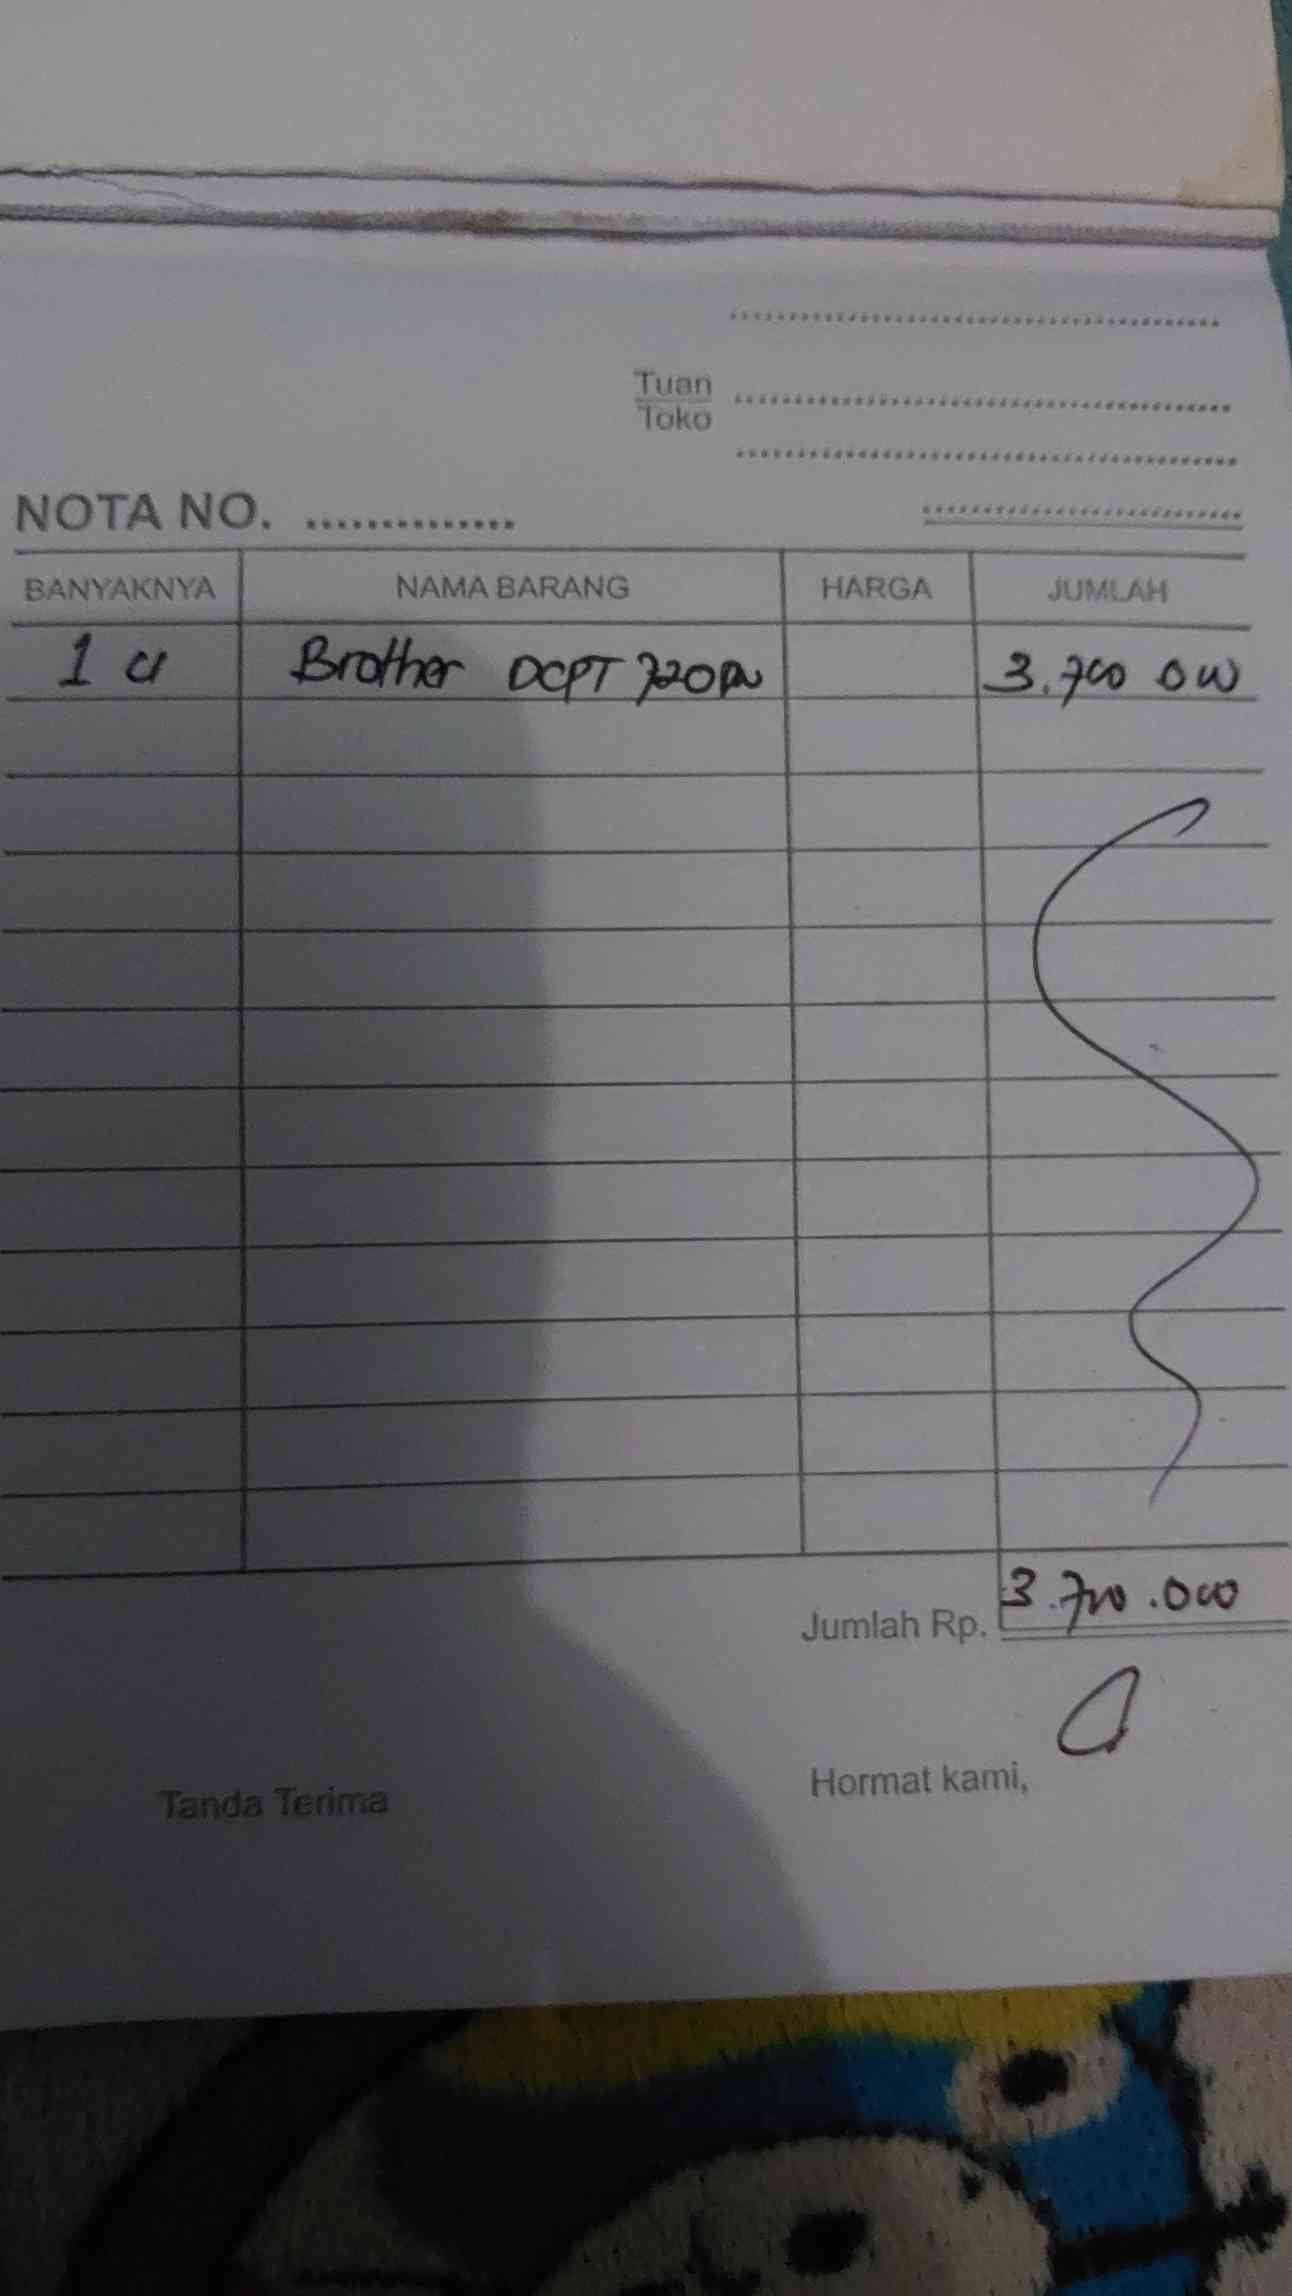 Tuan
Toko
NOTA NO. ..............
BANYAKNYA NAMA BARANG HARGA JUMLAH
1 Brother DCPT 720DW 3.700 000
Jumlah Rp. 3.700.000
Tanda Terima Hormat kami,